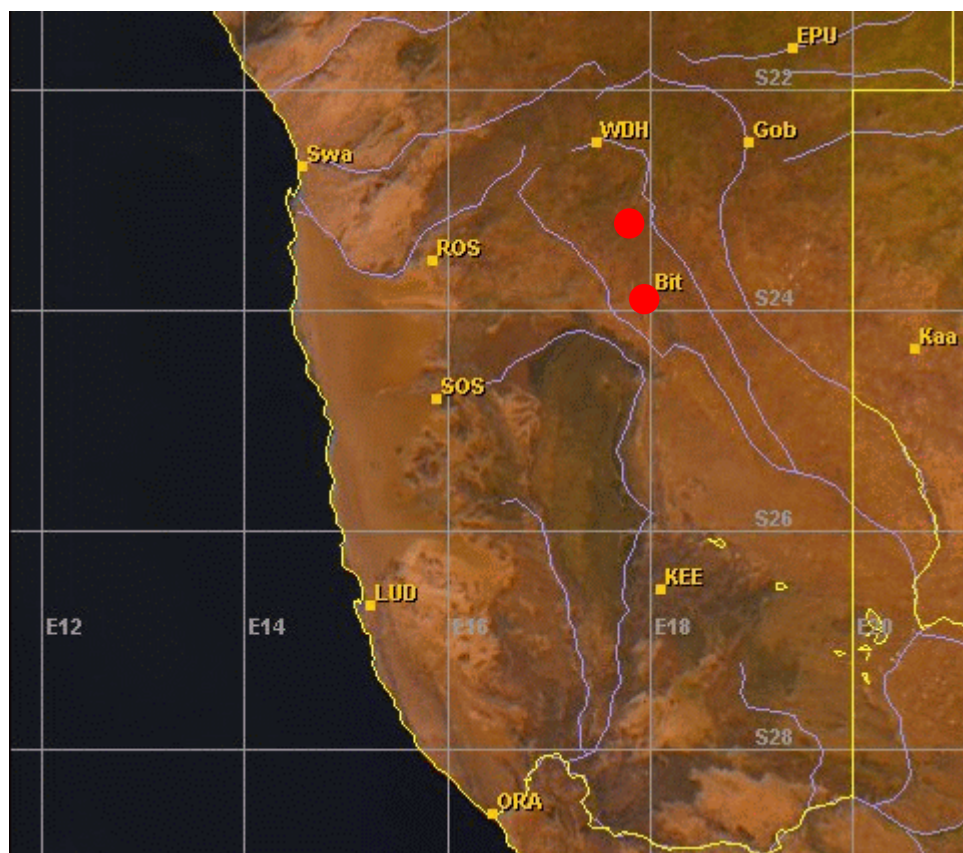 EPU
S22
WDH
Gob
Swa
ROS
Bit
S24
Kaa
SOS
S26
KEE
LUD
E12
E14
E16
E18
E20
S28
ORA